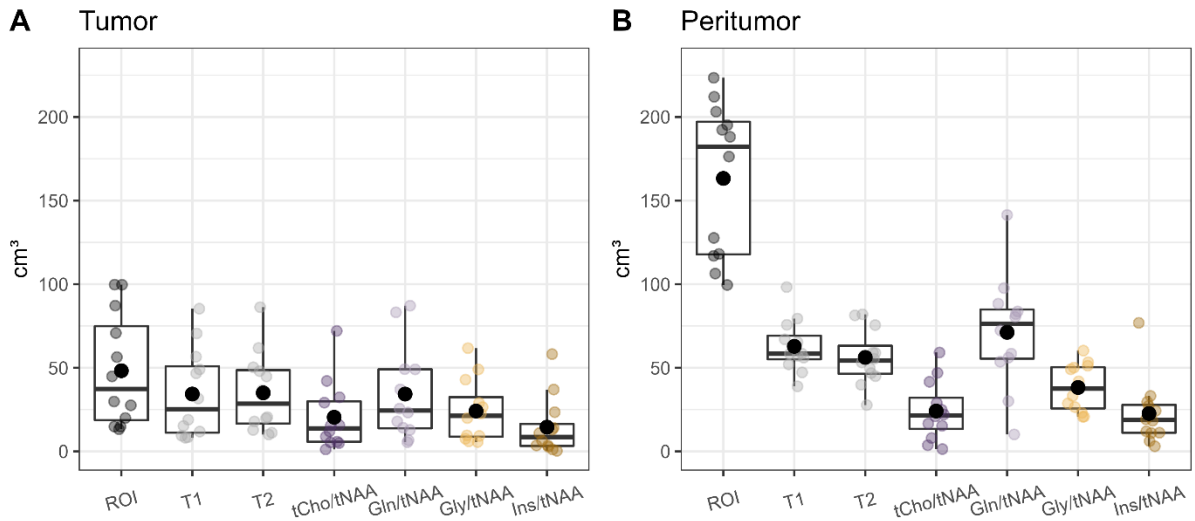 A Tumor
cm³
200
150
100
50
0
ROI T1 T2 tCho/tNAA Gln/tNAA Gly/tNAA Ins/tNAA
B Peritumor
cm³
200
150
100
50
0
ROI T1 T2 tCho/tNAA Gln/tNAA Gly/tNAA Ins/tNAA